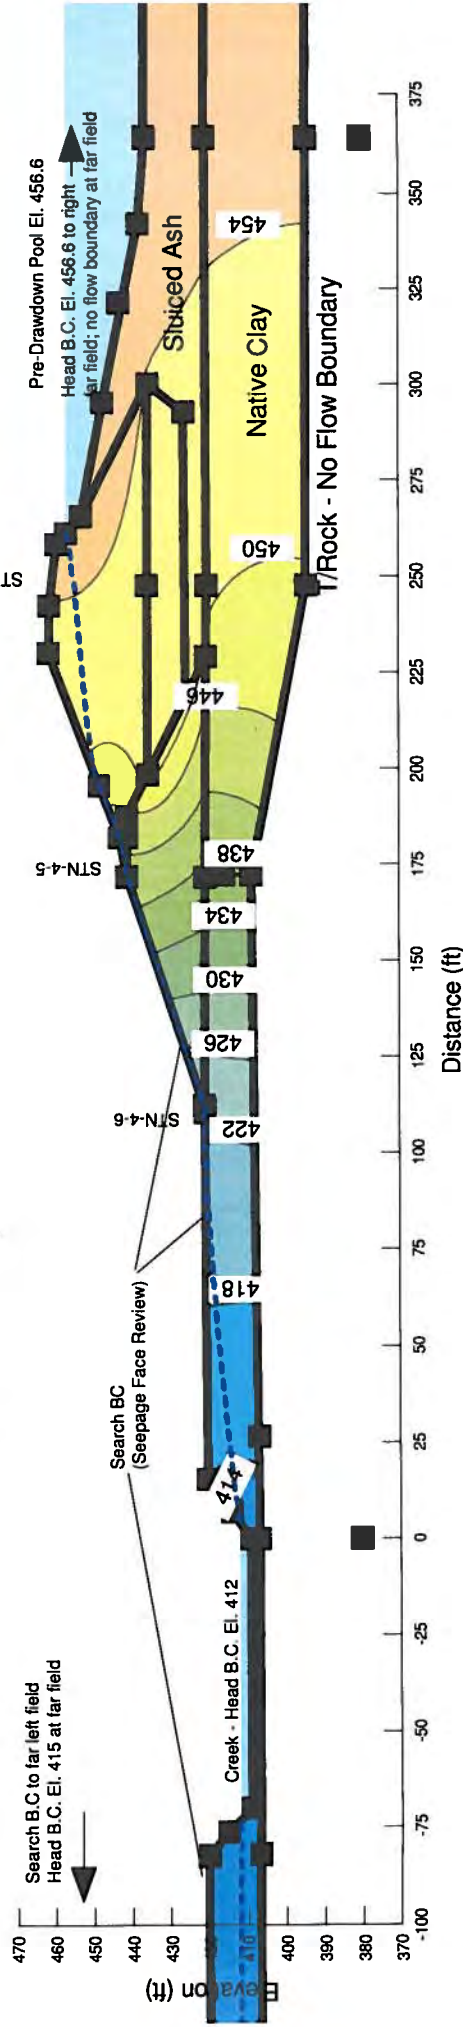 Pre-Drawdown Pool El. 456.6
Head B.C. El. 456.6 to right
far field; no flow boundary at far field
Search B.C to far left field
Head B.C. El. 415 at far field
Search BC
(Seepage Face Review)
Creek - Head B.C. El. 412
STN-4-6
STN-4-5
ST
Sluiced Ash
Native Clay
T/Rock - No Flow Boundary
414
418
422
426
430
434
438
446
450
454
Elevation (ft)
470
460
450
440
430
410
400
390
380
370
-100
-75
-50
-25
0
25
50
75
100
125
150
175
200
225
250
275
300
325
350
375
Distance (ft)